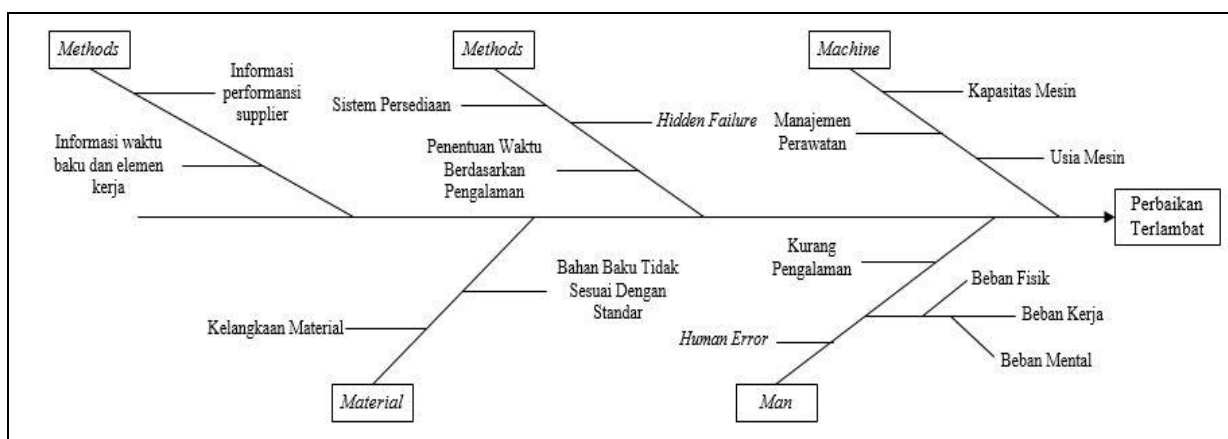 Methods
Informasi
performansi
supplier
Informasi waktu
baku dan elemen
kerja
Methods
Sistem Persediaan
Hidden Failure
Penentuan Waktu
Berdasarkan
Pengalaman
Machine
Kapasitas Mesin
Manajemen
Perawatan
Usia Mesin
Perbaikan
Terlambat
Bahan Baku Tidak
Sesuai Dengan
Standar
Kelangkaan Material
Material
Kurang
Pengalaman
Beban Fisik
Beban Kerja
Human Error
Beban Mental
Man